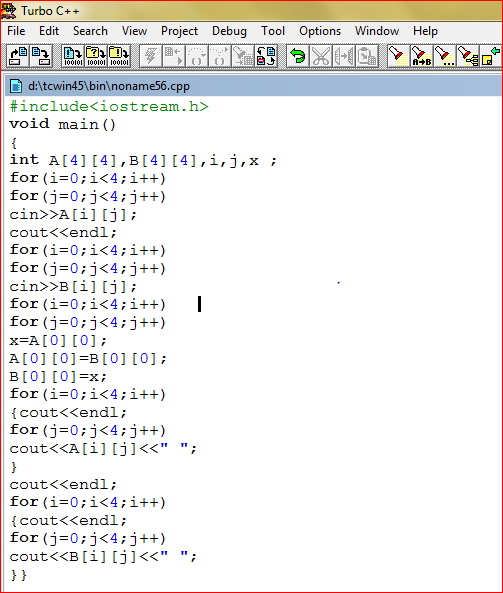 Turbo C++
File Edit Search View Project Debug Tool Options Window Help
d:\tcwin45\bin\noname56.cpp
#include<iostream.h>
void main()
{
int A[4][4],B[4][4],i,j,x ;
for(i=0;i<4;i++)
for(j=0;j<4;j++)
cin>>A[i][j];
cout<<endl;
for(i=0;i<4;i++)
for(j=0;j<4;j++)
cin>>B[i][j];
for(i=0;i<4;i++)
for(j=0;j<4;j++)
x=A[0][0];
A[0][0]=B[0][0];
B[0][0]=x;
for(i=0;i<4;i++)
{cout<<endl;
for(j=0;j<4;j++)
cout<<A[i][j]<<" ";
}
cout<<endl;
for(i=0;i<4;i++)
{cout<<endl;
for(j=0;j<4;j++)
cout<<B[i][j]<<" ";
}}